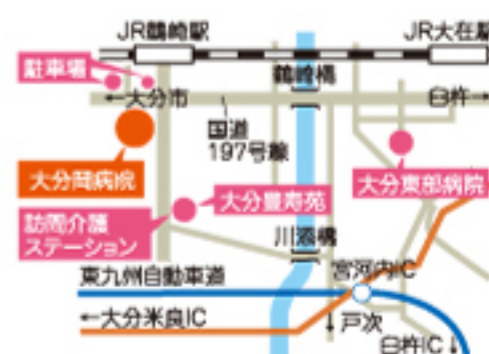 JR鶴崎駅
JR大在駅
駐車場
鶴崎橋
←大分市
臼杵→
国道
197号線
大分岡病院
大分東部病院
大分豊寿苑
訪問介護
ステーション
川添橋
宮河内IC
東九州自動車道
←大分米良IC
↓戸次
臼杵IC↓